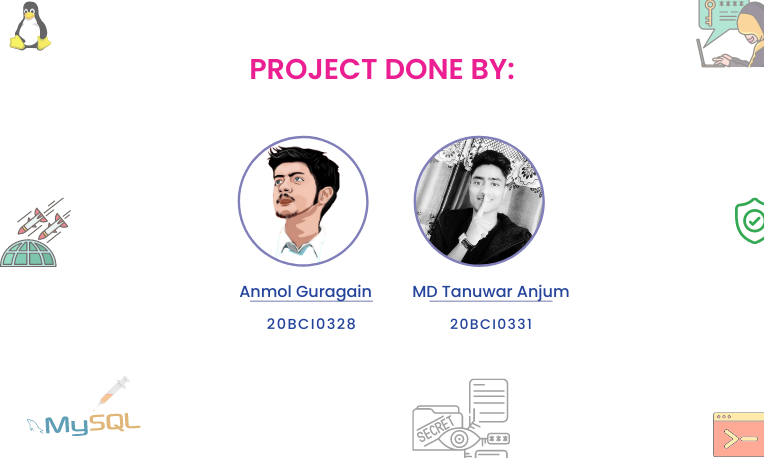 PROJECT DONE BY:
Anmol Guragain
MD Tanuwar Anjum
20BCI0328
20BCI0331
MySQL
SECRET
***